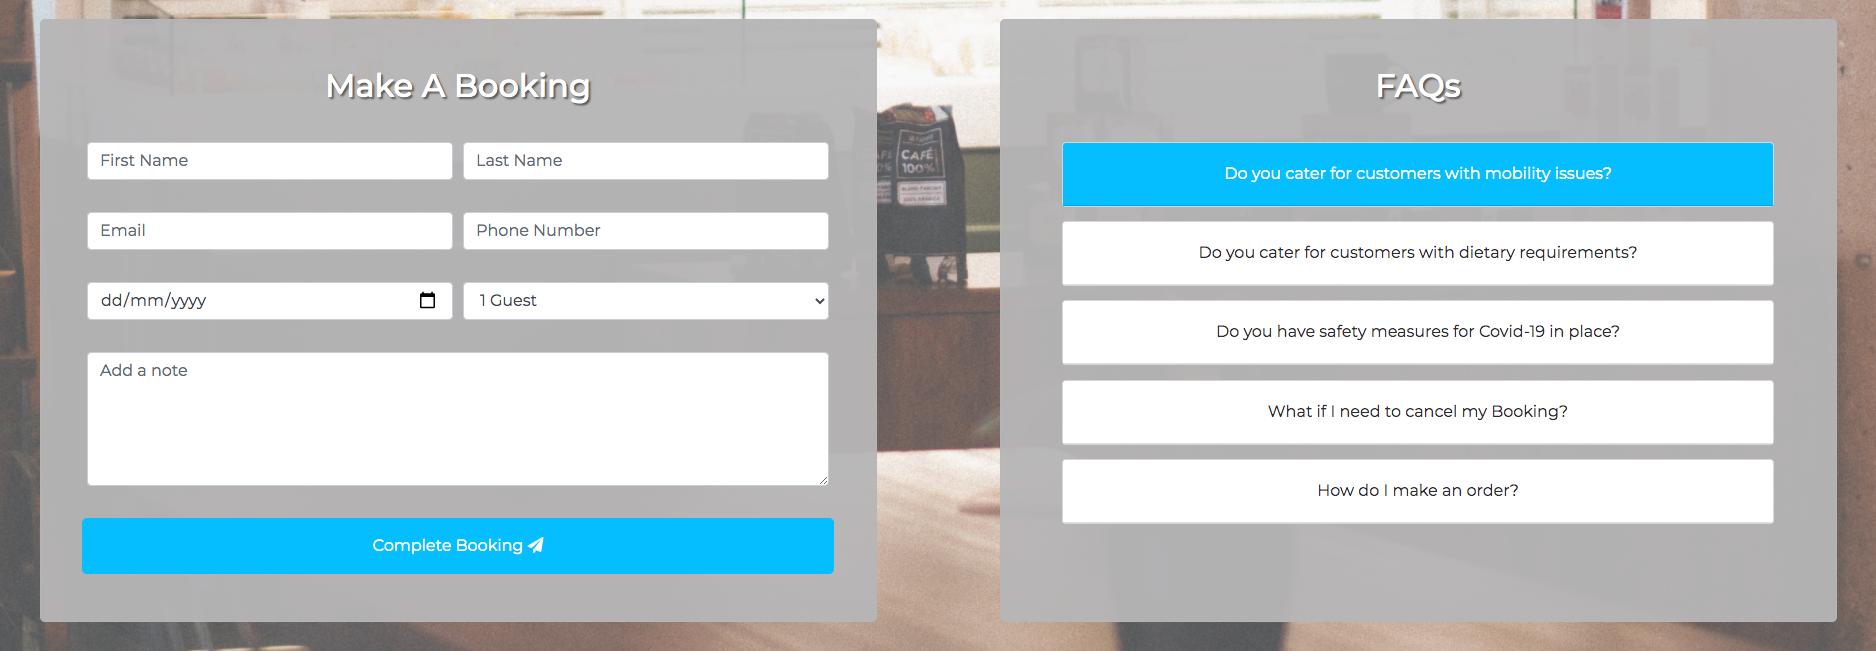 Make A Booking
First Name
Last Name
Email
Phone Number
dd/mm/yyyy
1 Guest
Add a note
Complete Booking
FAQs
Do you cater for customers with mobility issues?
Do you cater for customers with dietary requirements?
Do you have safety measures for Covid-19 in place?
What if I need to cancel my Booking?
How do I make an order?
CAFÉ
100%